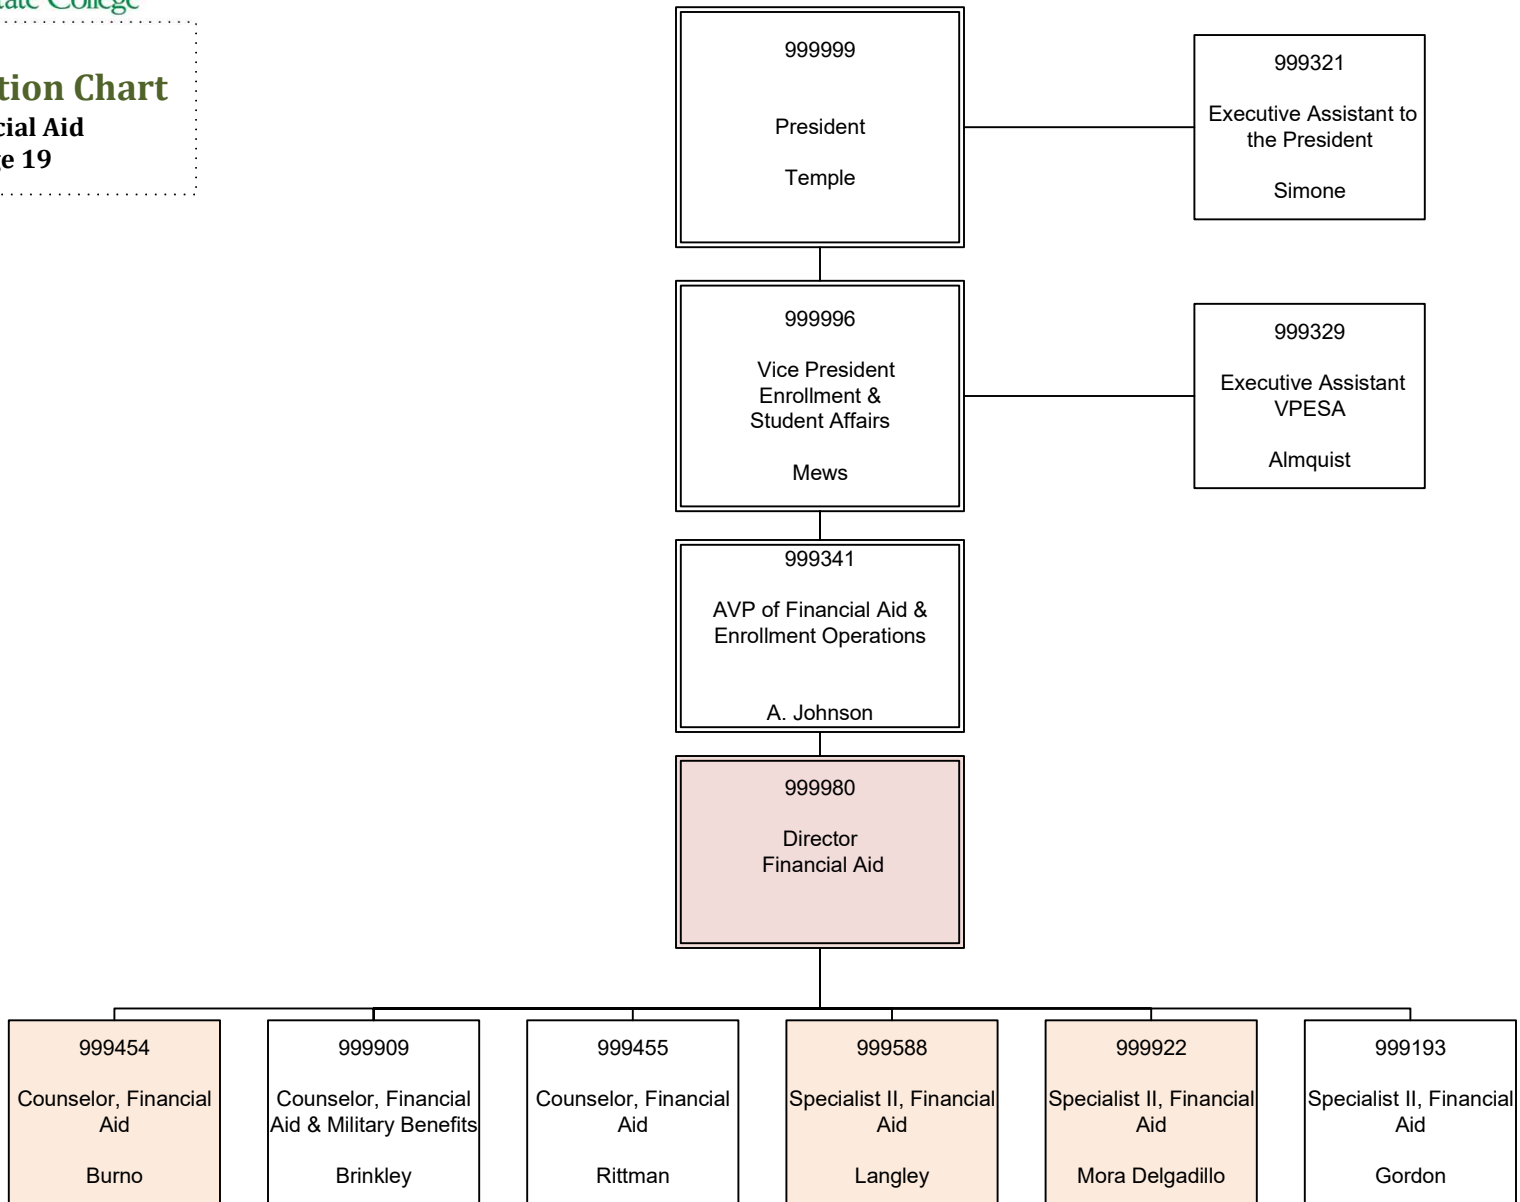 College
Chart
Aid
19
999999
President
Temple
999321
Executive Assistant to
the President
Simone
999996
Vice President
Enrollment &
Student Affairs
Mews
999329
Executive Assistant
VPESA
Almquist
999341
AVP of Financial Aid &
Enrollment Operations
A. Johnson
999980
Director
Financial Aid
999454
Counselor, Financial
Aid
Burno
999909
Counselor, Financial
Aid & Military Benefits
Brinkley
999455
Counselor, Financial
Aid
Rittman
999588
Specialist II, Financial
Aid
Langley
999922
Specialist II, Financial
Aid
Mora Delgadillo
999193
Specialist II, Financial
Aid
Gordon